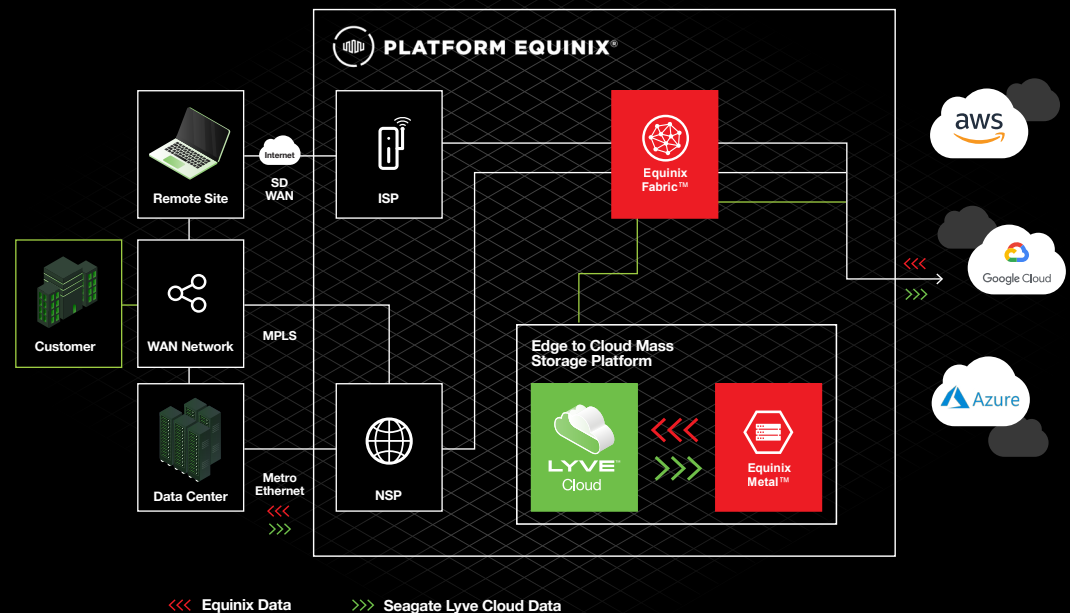 PLATFORM EQUINIX®
aws
Internet
SD
WAN
Remote Site
ISP
Equinix
Fabric™
Google Cloud
Customer
WAN Network
MPLS
Edge to Cloud Mass
Storage Platform
LYVE™
Cloud
Equinix
Metal™
Azure
Data Center
Metro
Ethernet
NSP
Equinix Data
Seagate Lyve Cloud Data